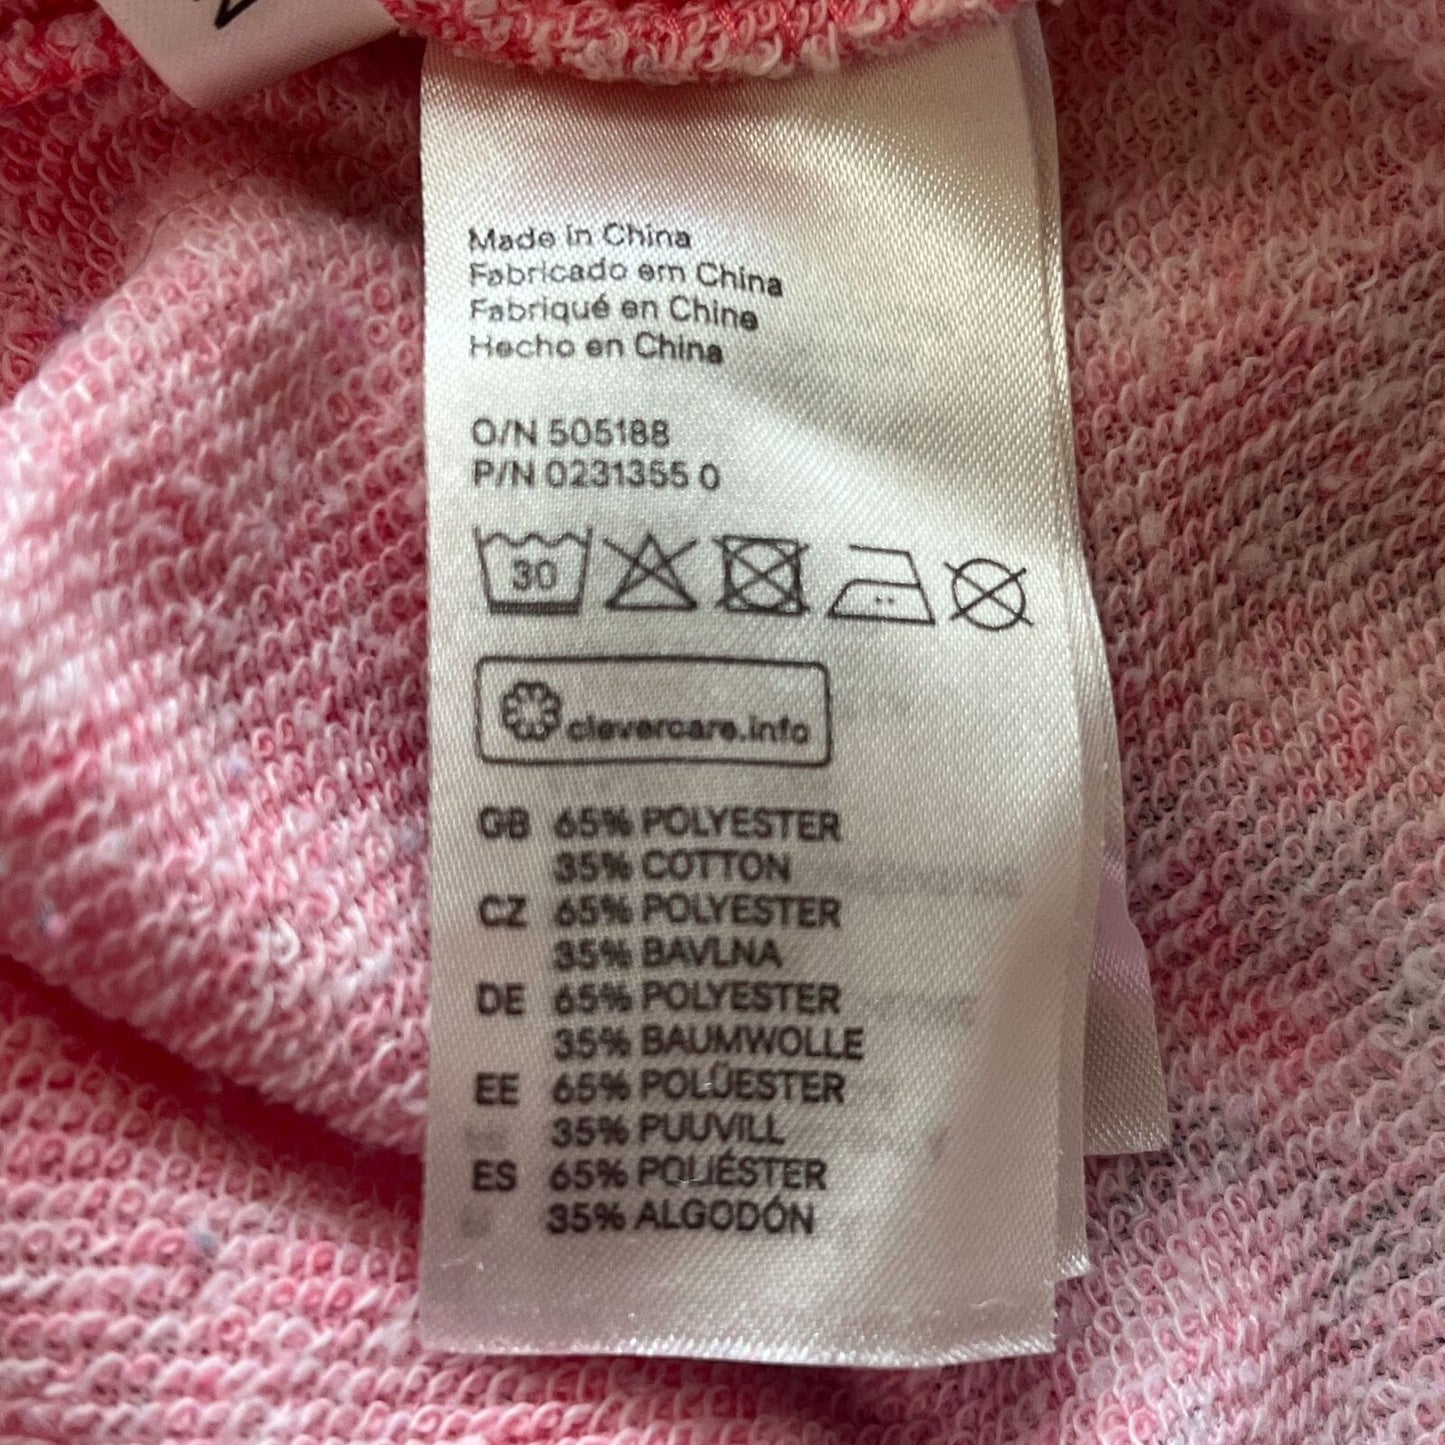 Made in China
Fabricado em China
Fabriqué en Chine
Hecho en China
O/N 505188
P/N 0231355 0
30
clevercare.info
GB 65% POLYESTER
35% COTTON
CZ 65% POLYESTER
35% BAVLNA
DE 65% POLYESTER
35% BAUMWOLLE
EE 65% POLÜESTER
35% PUUVILL
ES 65% POLIÉSTER
35% ALGODÓN